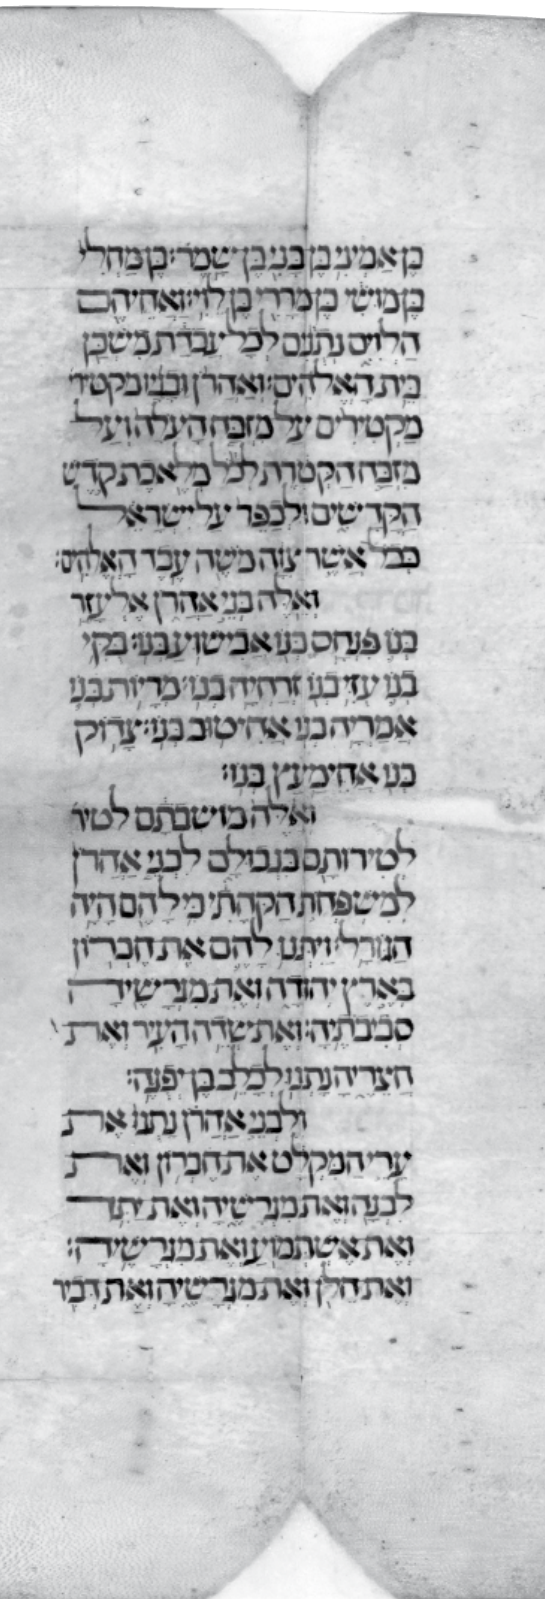 בן אמצי בן בני בן שמר׃ בן מחלי
בן מושי בן מררי בן לוי׃ ואחיהם
הלוים נתונים לכל עבדת משכן
בית האלהים׃ ואהרן ובניו מקטירי
מקטירים על מזבח העלה ועל
מזבח הקטרת לכל מלאכת קדש
הקדשים ולכפר על ישראל
ככל אשר צוה משה עבד האלהים׃
ואלה בני אהרן אלעזר
בנו פנחס בנו אבישוע בנו׃ בקי
בנו עזי בנו זרחיה בנו׃ מריות בנו
אמריה בנו אחיטוב בנו׃ צדוק
בנו אחימעץ בנו׃
ואלה מושבתם לטיר
לטירותם בגבולם לבני אהרן
למשפחת הקהתי כי להם היה
הגורל׃ ויתנו להם את חברון
בארץ יהודה ואת מגרשיה
סביבתיה׃ ואת שדה העיר ואת
חצריה נתנו לכלב בן יפנה׃
ולבני אהרן נתנו את
ערי המקלט את חברון ואת
לבנה ואת מגרשיה ואת יתר
ואת אשתמוע ואת מגרשיה׃
ואת חילן ואת מגרשיה ואת דביר